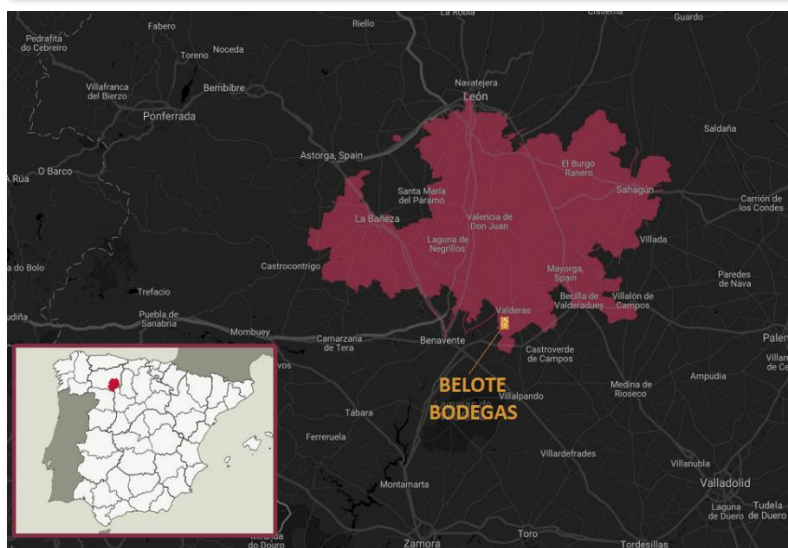 Fabero
Riello
La Robla
Cistierna
Guardo
Pedrafita
do Cebreiro
Toreno
Noceda
Villafranca
del Bierzo
Bembibre
Navatejera
León
Ponferrada
Saldaña
Astorga, Spain
El Burgo
Ranero
O Barco
A Rúa
Santa María
del Páramo
Sahagún
Carrión de
los Condes
La Bañeza
Valencia de
Don Juan
Laguna de
Negrillos
Villada
Castrocontrigo
Mayorga,
Spain
Paredes
de Nava
a do Bolo
Trefacio
Becilla de
Valderaduey
Villalón de
Campos
Valderas
Puebla de
Sanabria
Mombuey
Camarzana
de Tera
Benavente
Castroverde
de Campos
Palen
BELOTE
BODEGAS
Ampudia
Medina de
Rioseco
Villalpando
Tábara
Ferreruela
Villardefrades
Villanubla
Montamarta
Valladolid
Laguna
de Duero
Tudela
de Duero
Zamora
Toro
Tordesillas